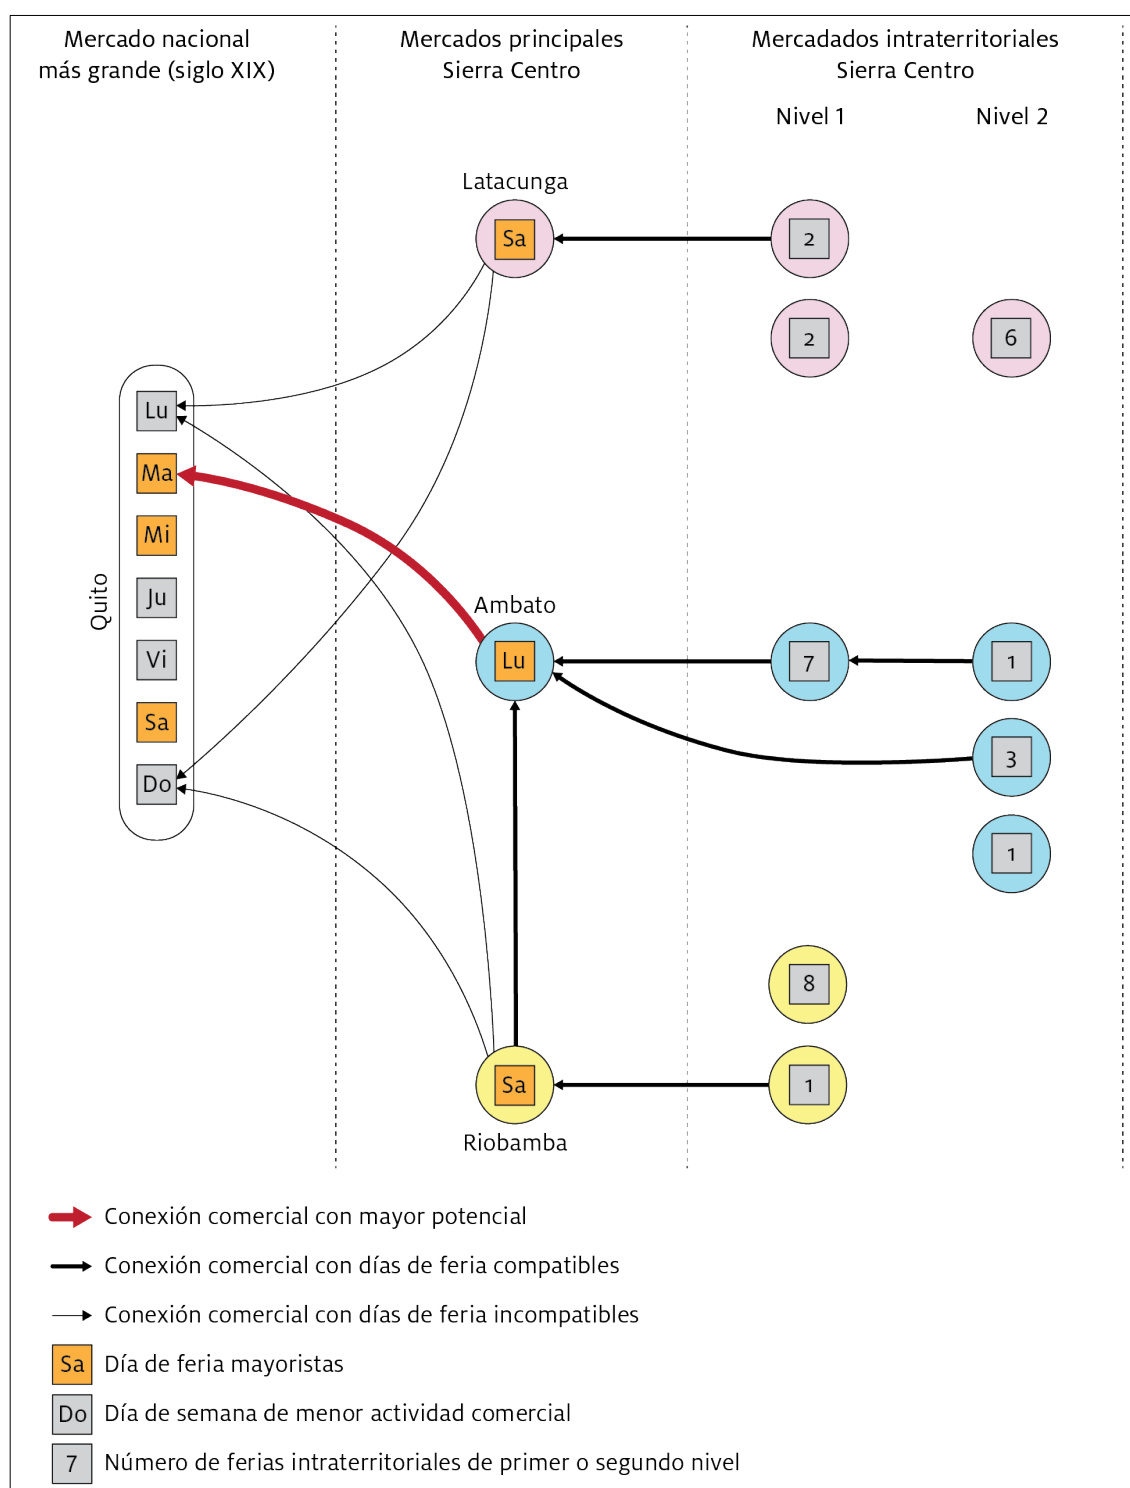 Mercado nacional
más grande (siglo XIX)
Mercados principales
Sierra Centro
Mercadados intraterritoriales
Sierra Centro
Nivel 1
Nivel 2
Latacunga
Sa
2
2
6
Quito
Lu
Ma
Mi
Ju
Vi
Sa
Do
Ambato
Lu
7
1
3
1
8
Sa
1
Riobamba
Conexión comercial con mayor potencial
Conexión comercial con días de feria compatibles
Conexión comercial con días de feria incompatibles
Sa Día de feria mayoristas
Do Día de semana de menor actividad comercial
7 Número de ferias intraterritoriales de primer o segundo nivel